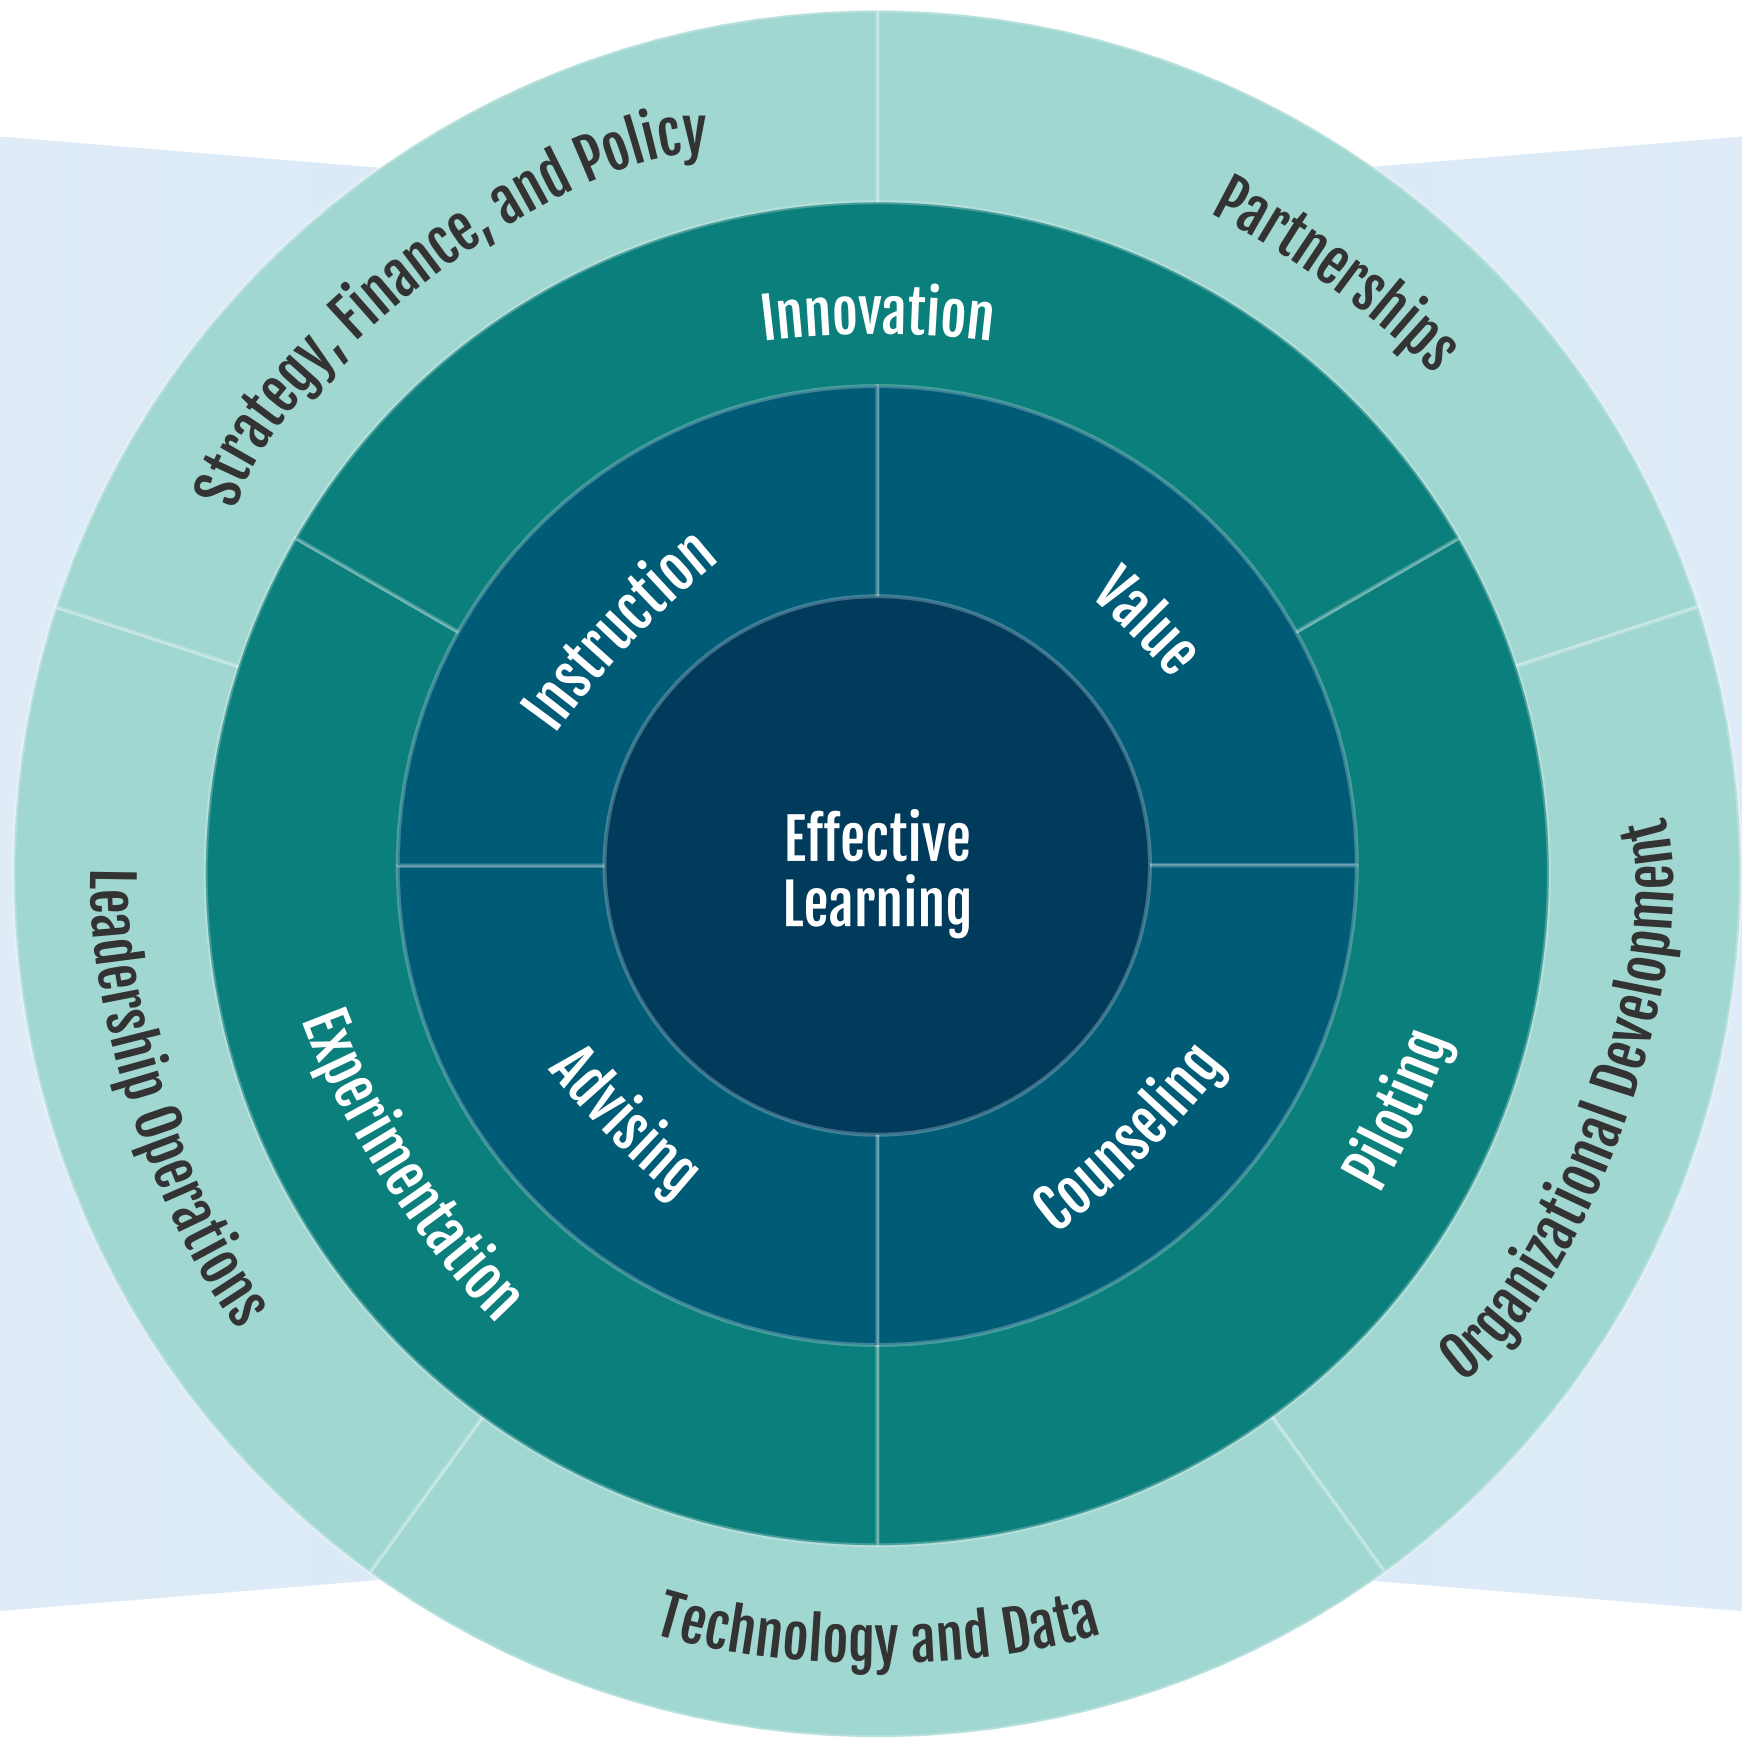 Strategy, Finance, and Policy
Partnerships
Innovation
Instruction
Value
Effective
Learning
Leadership Operations
Experimentation
Advising
Counseling
Piloting
Organizational Development
Technology and Data